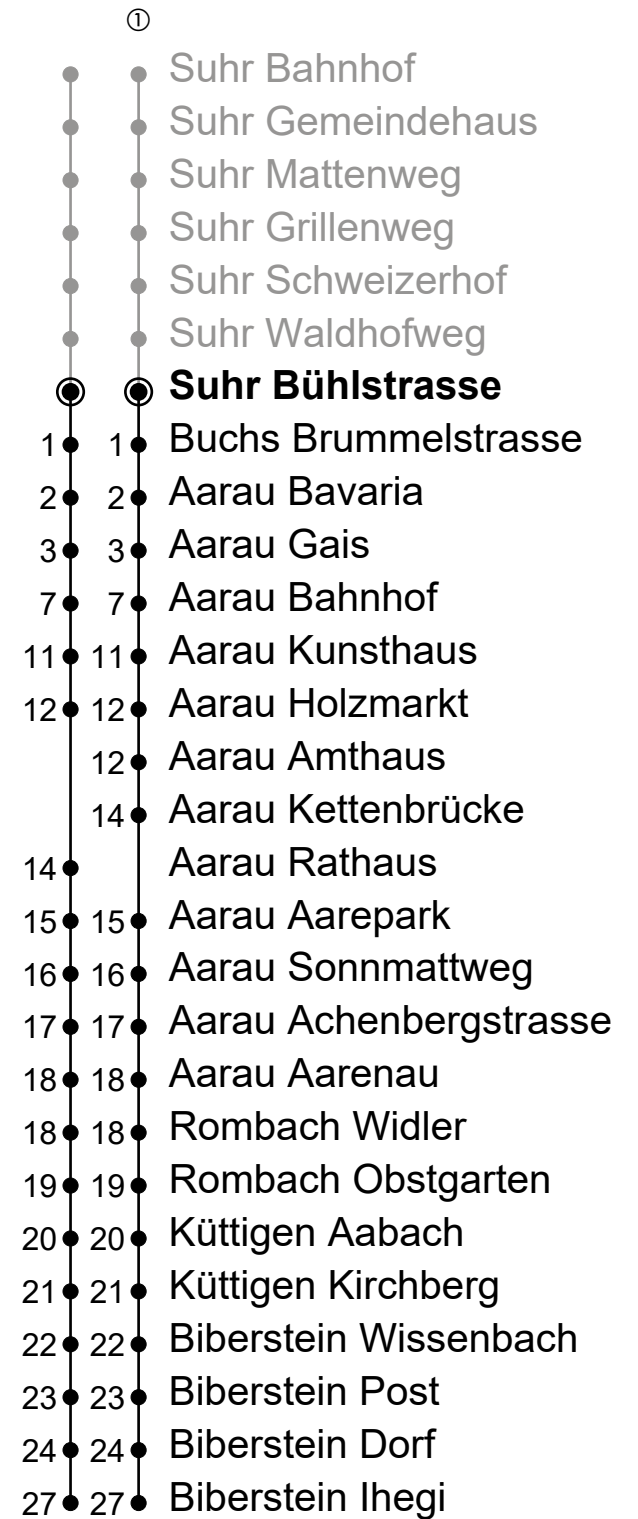 ①
Suhr Bahnhof
Suhr Gemeindehaus
Suhr Mattenweg
Suhr Grillenweg
Suhr Schweizerhof
Suhr Waldhofweg
Suhr Bühlstrasse
1 1 Buchs Brummelstrasse
2 2 Aarau Bavaria
3 3 Aarau Gais
7 7 Aarau Bahnhof
11 11 Aarau Kunsthaus
12 12 Aarau Holzmarkt
12 Aarau Amthaus
14 Aarau Kettenbrücke
14 Aarau Rathaus
15 15 Aarau Aarepark
16 16 Aarau Sonnmattweg
17 17 Aarau Achenbergstrasse
18 18 Aarau Aarenau
18 18 Rombach Widler
19 19 Rombach Obstgarten
20 20 Küttigen Aabach
21 21 Küttigen Kirchberg
22 22 Biberstein Wissenbach
23 23 Biberstein Post
24 24 Biberstein Dorf
27 27 Biberstein Ihegi